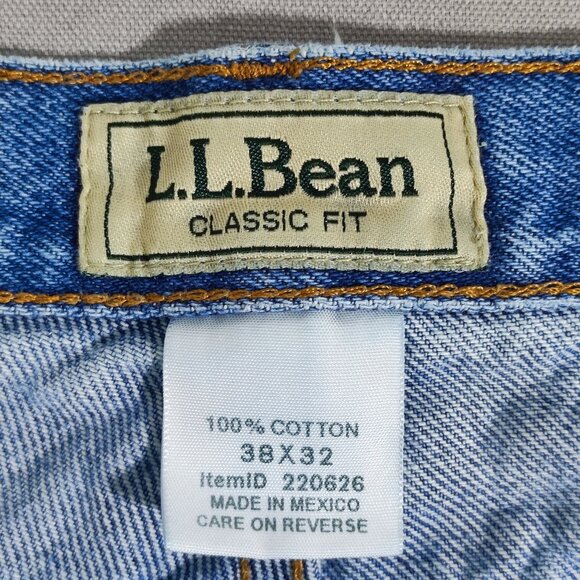 L.L.Bean
CLASSIC FIT
100% COTTON
38X32
ItemID 220626
MADE IN MEXICO
CARE ON REVERSE